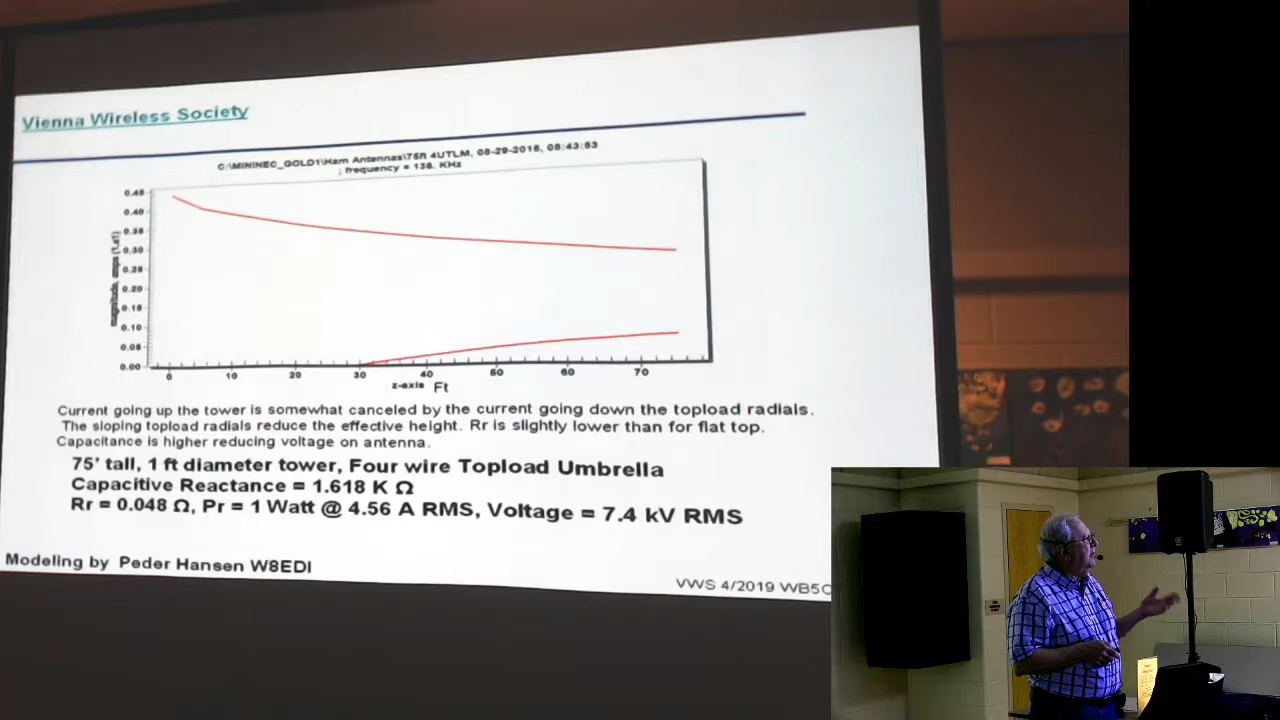 Vienna Wireless Society
C:\MININEC_GOLD1\Ham Antennas\75ft 4UTLM, 08-29-2016, 08:43:53
; frequency = 136. KHz
magnitude, amps (1,a1)
0.45
0.40
0.35
0.30
0.25
0.20
0.15
0.10
0.05
0.00
0 10 20 30 40 50 60 70
z-axis Ft
Current going up the tower is somewhat canceled by the current going down the topload radials.
The sloping topload radials reduce the effective height. Rr is slightly lower than for flat top.
Capacitance is higher reducing voltage on antenna.
75' tall, 1 ft diameter tower, Four wire Topload Umbrella
Capacitive Reactance = 1.618 K Ω
Rr = 0.048 Ω, Pr = 1 Watt @ 4.56 A RMS, Voltage = 7.4 kV RMS
Modeling by Peder Hansen W8EDI
VWS 4/2019